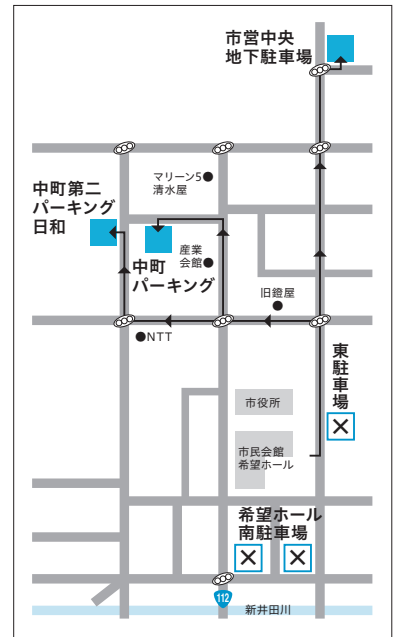 市営中央
地下駐車場
マリーン5●
清水屋
中町第二
パーキング
日和
産業
会館●
中町
パーキング
旧鐙屋
●
●NTT
東駐車場
市役所
市民会館
希望ホール
希望ホール
南駐車場
112
新井田川